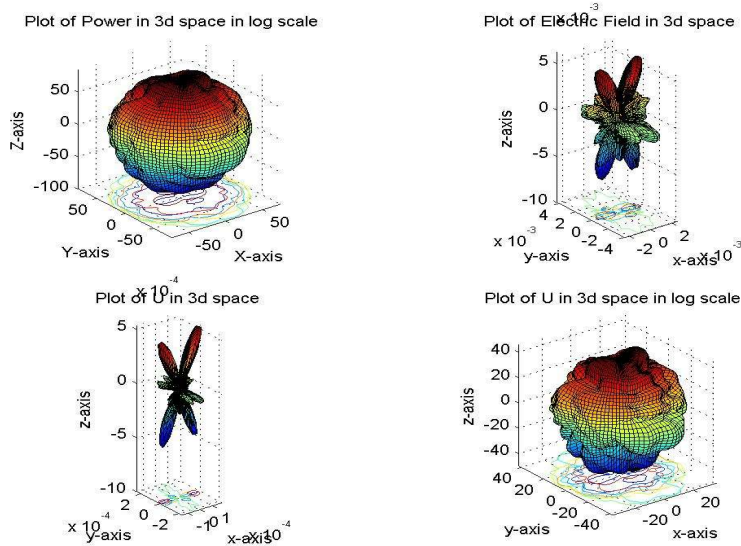 Plot of Power in 3d space in log scale
50
0
-50
-100
Z-axis
50
0
-50
Y-axis
-50
0
50
X-axis
x 10^-3
Plot of Electric Field in 3d space
5
0
-5
-10
z-axis
4
2
0
-2
-4
x 10^-3
y-axis
-2
0
2
x 10^-3
x-axis
x 10^-4
Plot of U in 3d space
5
0
-5
-10
z-axis
2
0
-2
x 10^-4
y-axis
-1
0
1
x 10^-4
x-axis
Plot of U in 3d space in log scale
40
20
0
-20
-40
z-axis
20
0
-20
-40
y-axis
-20
0
20
x-axis